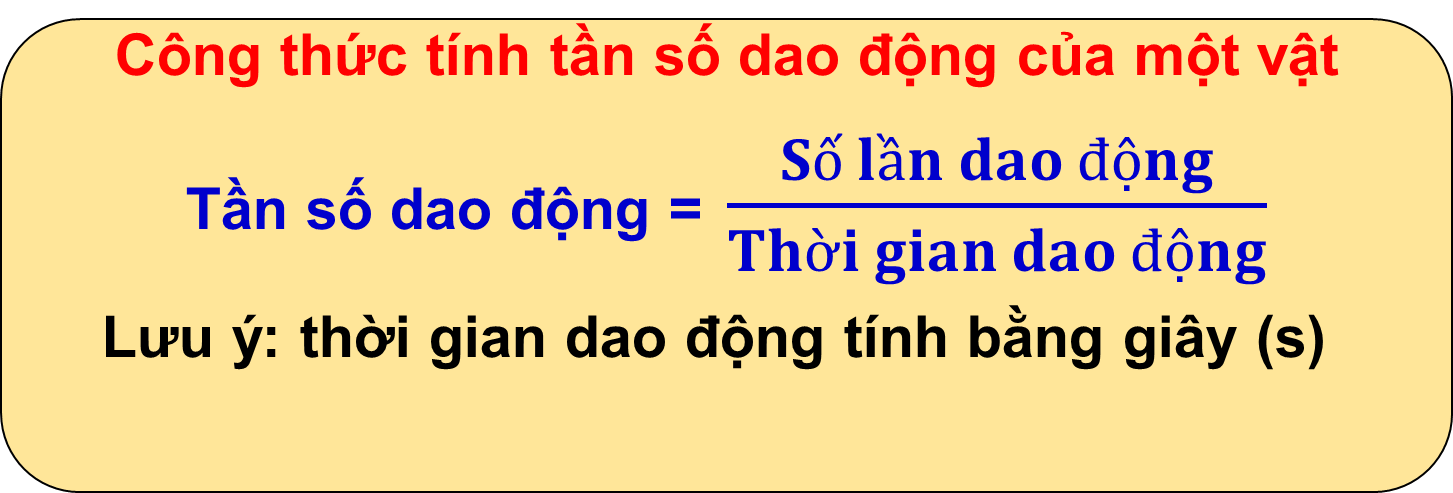 Công thức tính tần số dao động của một vật
Số lần dao động
Tần số dao động =
Thời gian dao động
Lưu ý: thời gian dao động tính bằng giây (s)